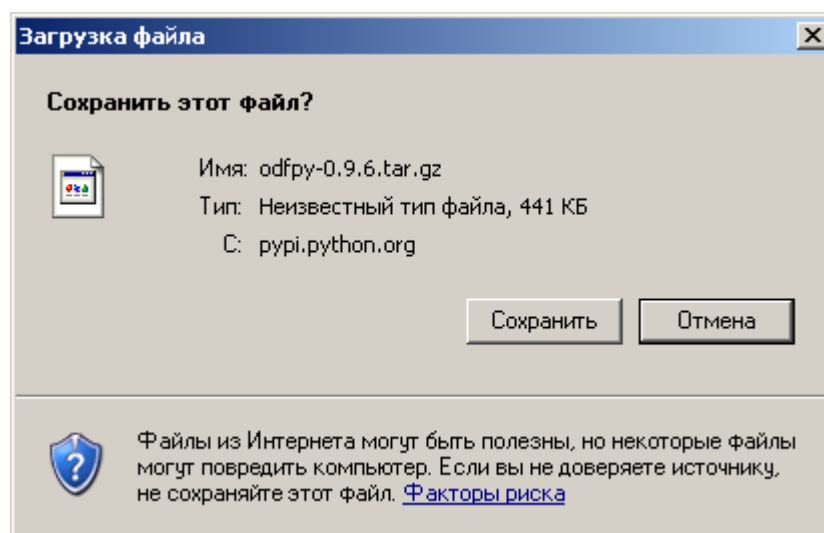 Загрузка файла
Сохранить этот файл?
Имя: odfpy-0.9.6.tar.gz
Тип: Неизвестный тип файла, 441 КБ
С: pypi.python.org
Сохранить Отмена
Файлы из Интернета могут быть полезны, но некоторые файлы
могут повредить компьютер. Если вы не доверяете источнику,
не сохраняйте этот файл. Факторы риска